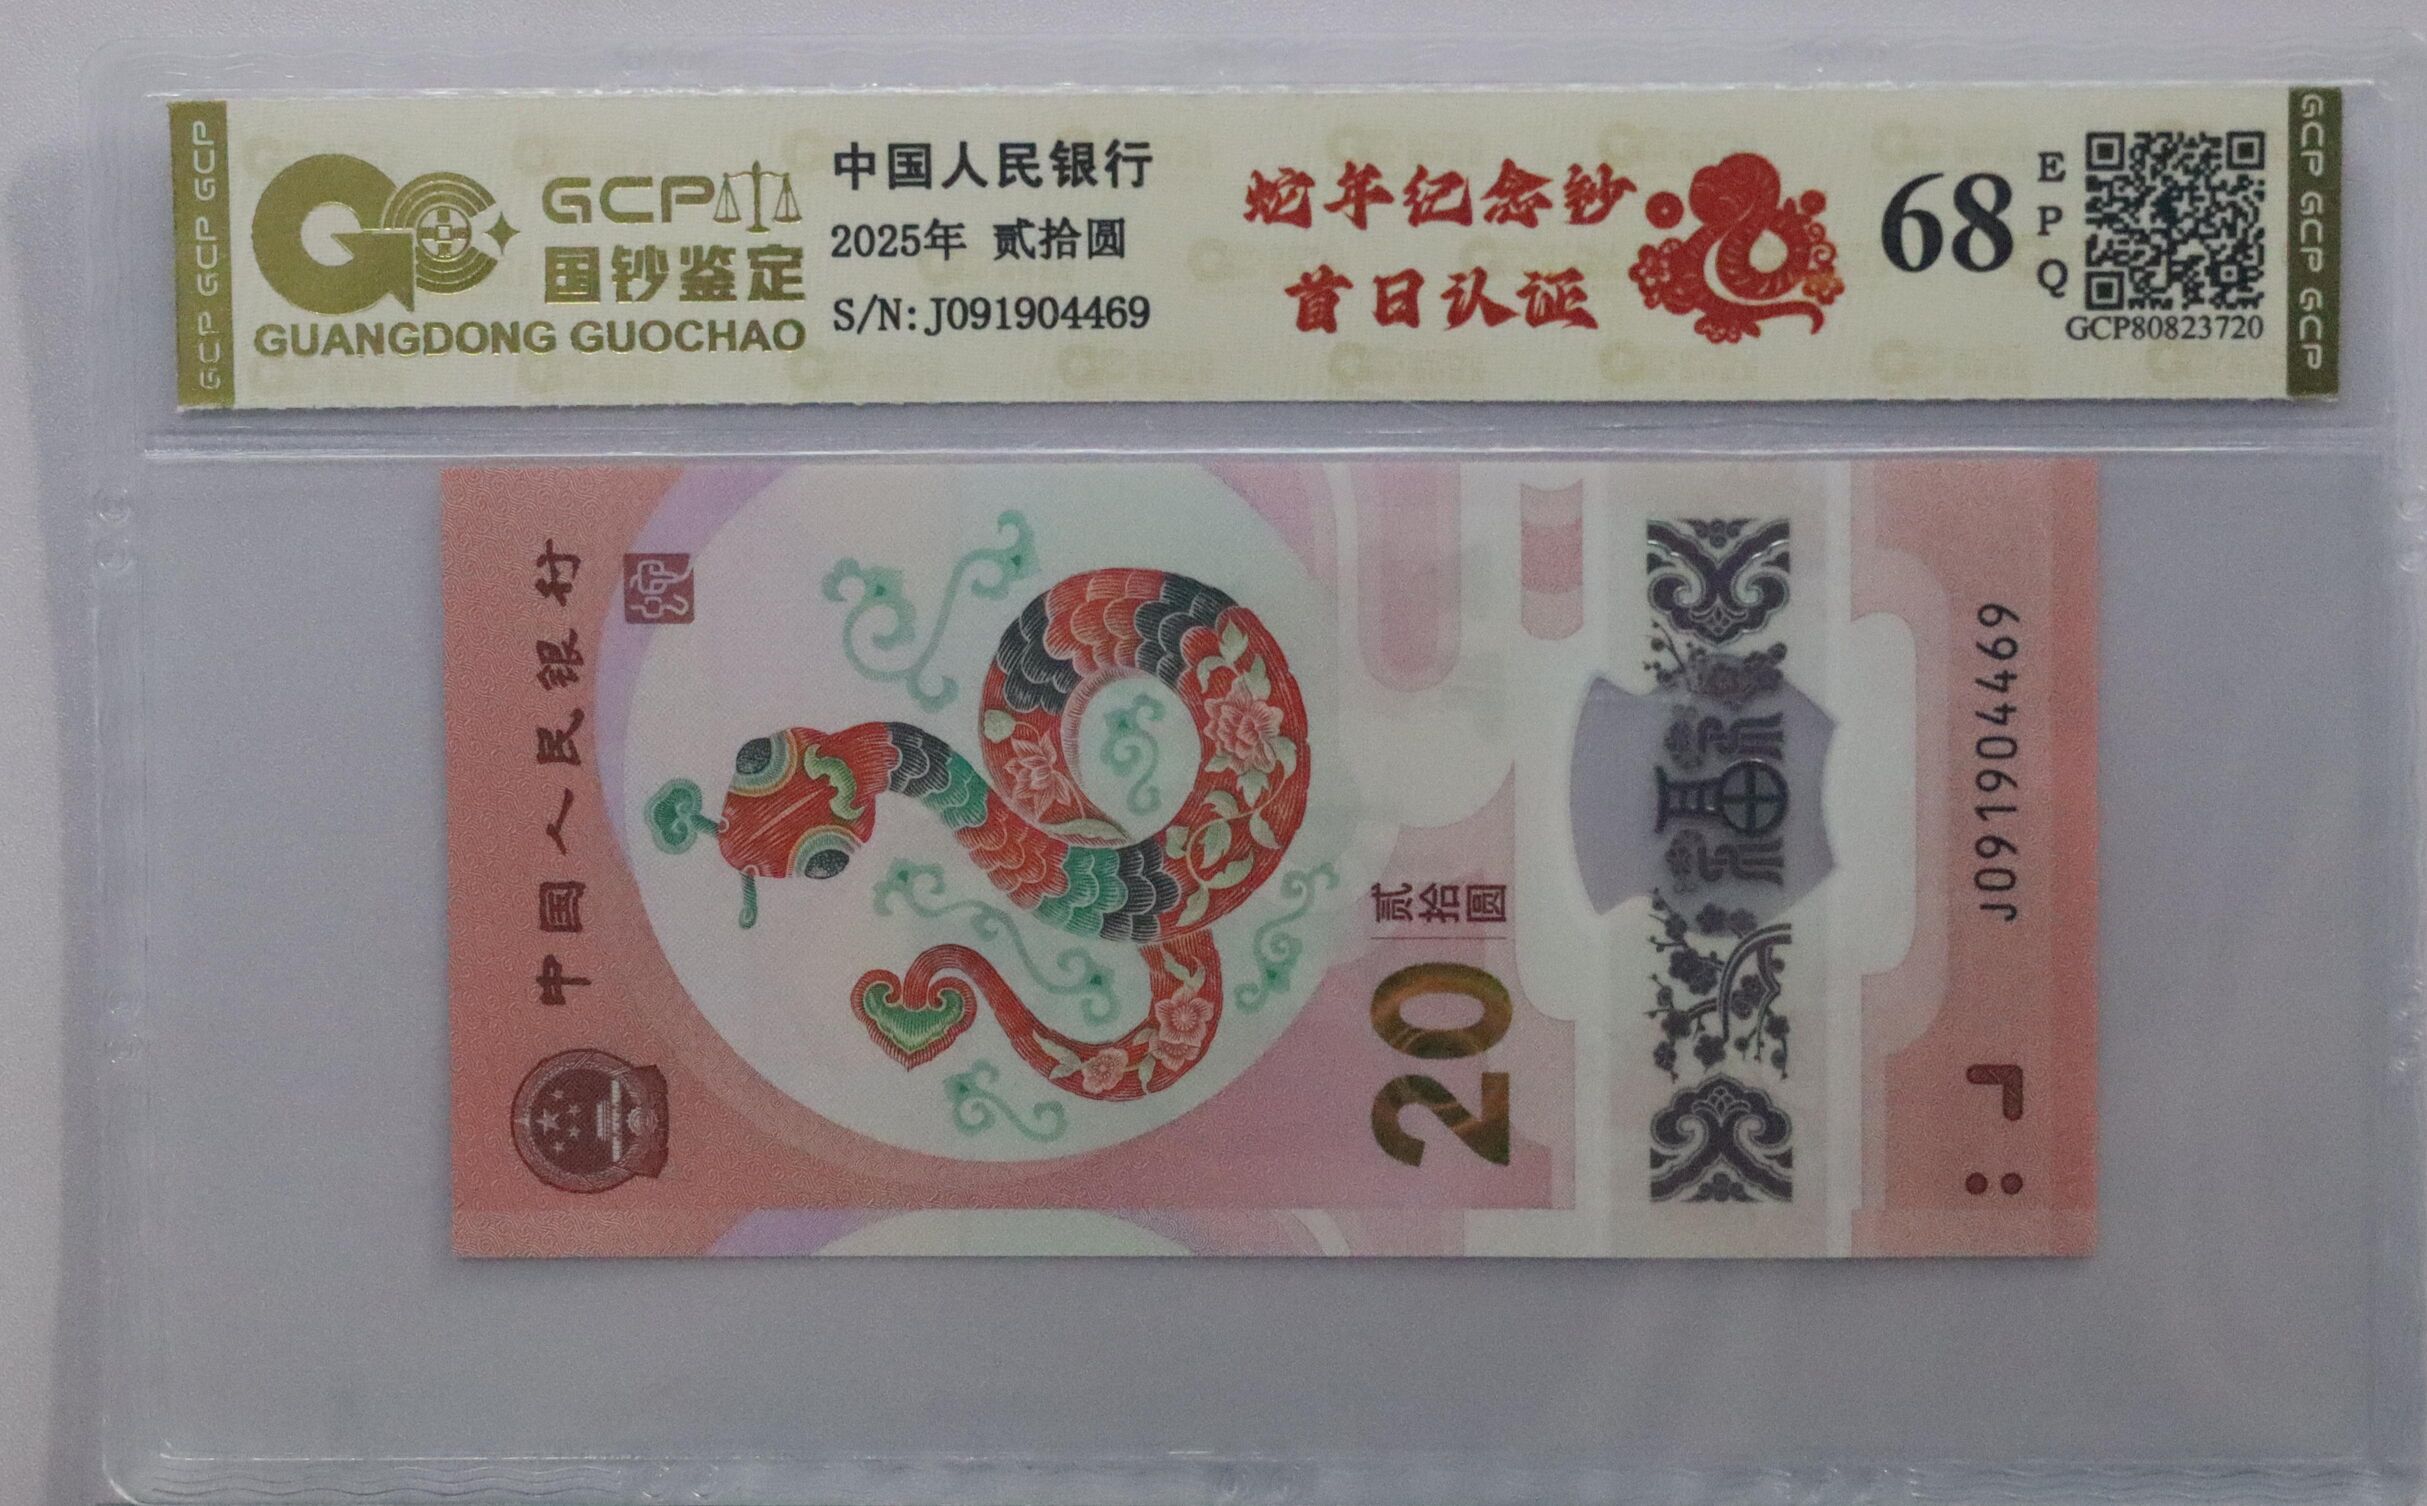 GCP GCP GCP
GCP
国钞鉴定
GUANGDONG GUOCHAO
中国人民银行
2025年 贰拾圆
S/N:J091904469
蛇年纪念钞
首日认证
68
EPQ
GCP80823720
GCP GCP GCP
中国人民银行
贰拾圆
20
福
J091904469